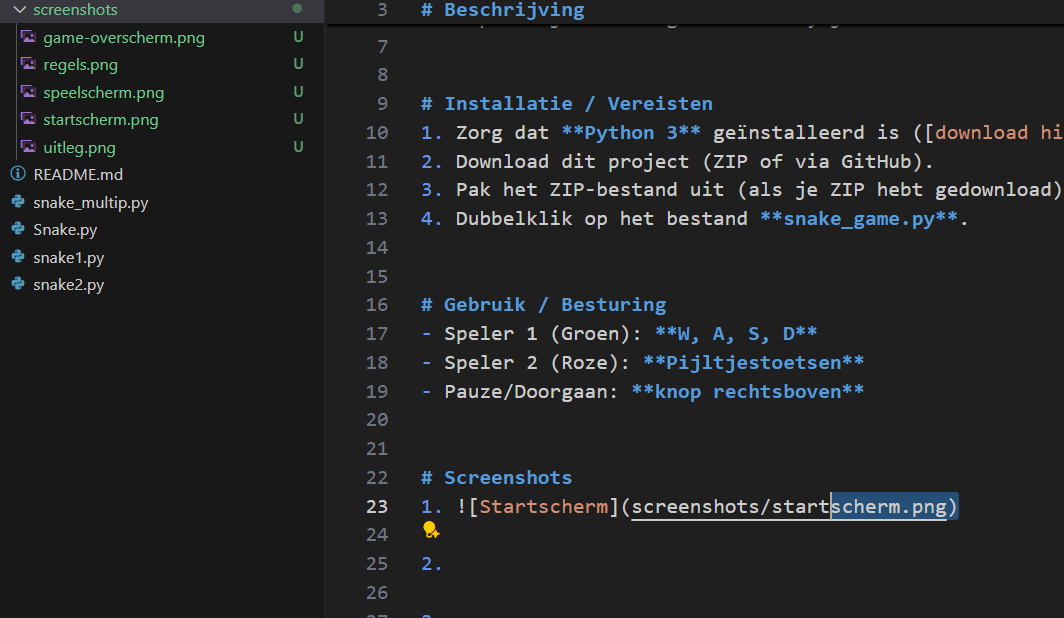 screenshots
game-overscherm.png U
regels.png U
speelscherm.png U
startscherm.png U
uitleg.png U
README.md
snake_multip.py
Snake.py
snake1.py
snake2.py
3 # Beschrijving
7
8
9 # Installatie / Vereisten
10 1. Zorg dat **Python 3** geïnstalleerd is ([download hi
11 2. Download dit project (ZIP of via GitHub).
12 3. Pak het ZIP-bestand uit (als je ZIP hebt gedownload)
13 4. Dubbelklik op het bestand **snake_game.py**.
14
15
16 # Gebruik / Besturing
17 - Speler 1 (Groen): **W, A, S, D**
18 - Speler 2 (Roze): **Pijltjestoetsen**
19 - Pauze/Doorgaan: **knop rechtsboven**
20
21
22 # Screenshots
23 1. ![Startscherm](screenshots/startscherm.png)
24
25 2.
26